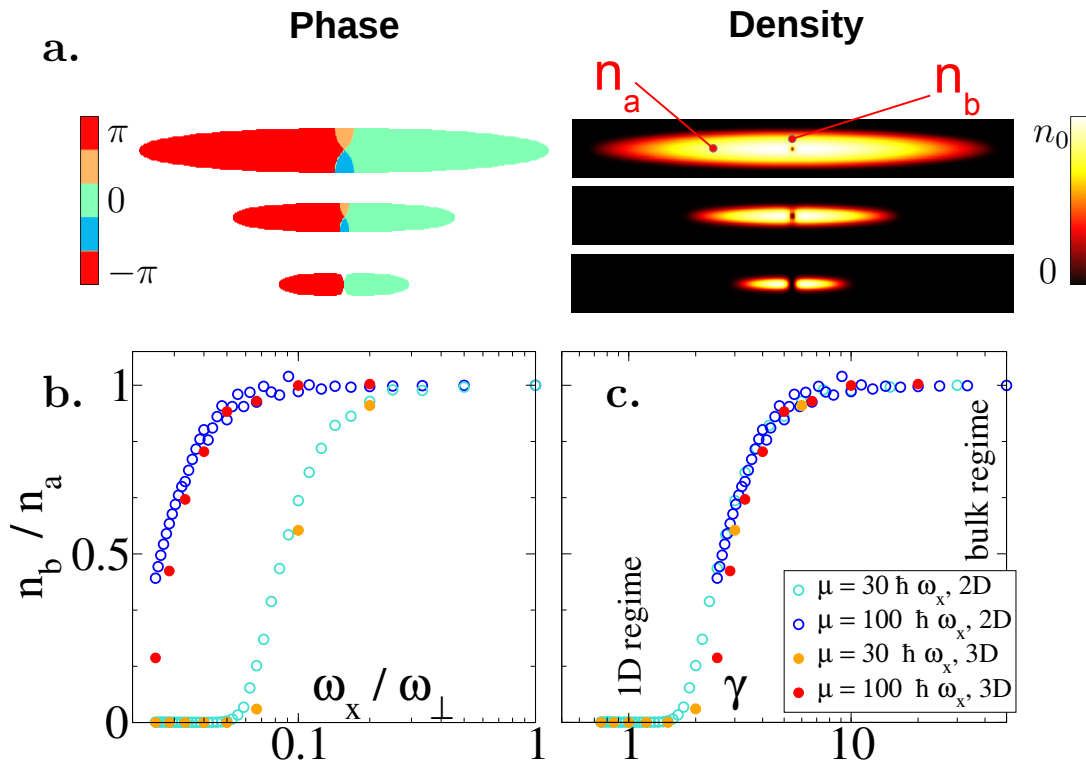 Phase Density
a.
n_a n_b
π
0
−π
n_0
0
b.
1
0.5
0
n_b / n_a
ω_x / ω_⊥
0.1 1
c.
1D regime
bulk regime
γ
1 10
μ = 30 ħ ω_x, 2D
μ = 100 ħ ω_x, 2D
μ = 30 ħ ω_x, 3D
μ = 100 ħ ω_x, 3D